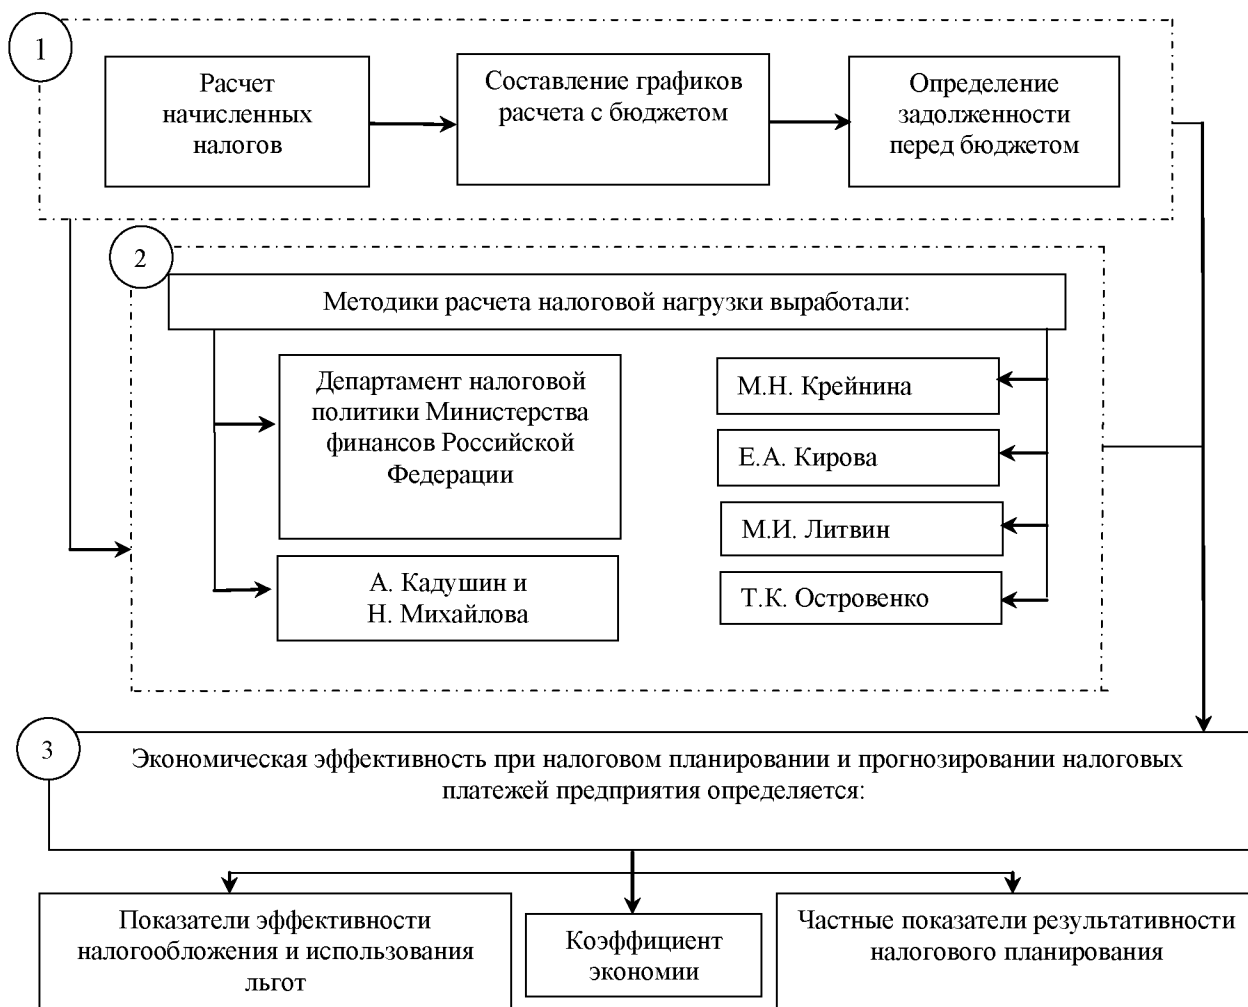 1
Расчет
начисленных
налогов
Составление графиков
расчета с бюджетом
Определение
задолженности
перед бюджетом
2
Методики расчета налоговой нагрузки выработали:
Департамент налоговой
политики Министерства
финансов Российской
Федерации
А. Кадушин и
Н. Михайлова
М.Н. Крейнина
Е.А. Кирова
М.И. Литвин
Т.К. Островенко
3
Экономическая эффективность при налоговом планировании и прогнозировании налоговых
платежей предприятия определяется:
Показатели эффективности
налогообложения и использования
льгот
Коэффициент
экономии
Частные показатели результативности
налогового планирования